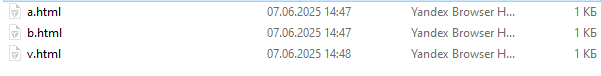 a.html 07.06.2025 14:47 Yandex Browser H... 1 КБ
b.html 07.06.2025 14:47 Yandex Browser H... 1 КБ
v.html 07.06.2025 14:48 Yandex Browser H... 1 КБ